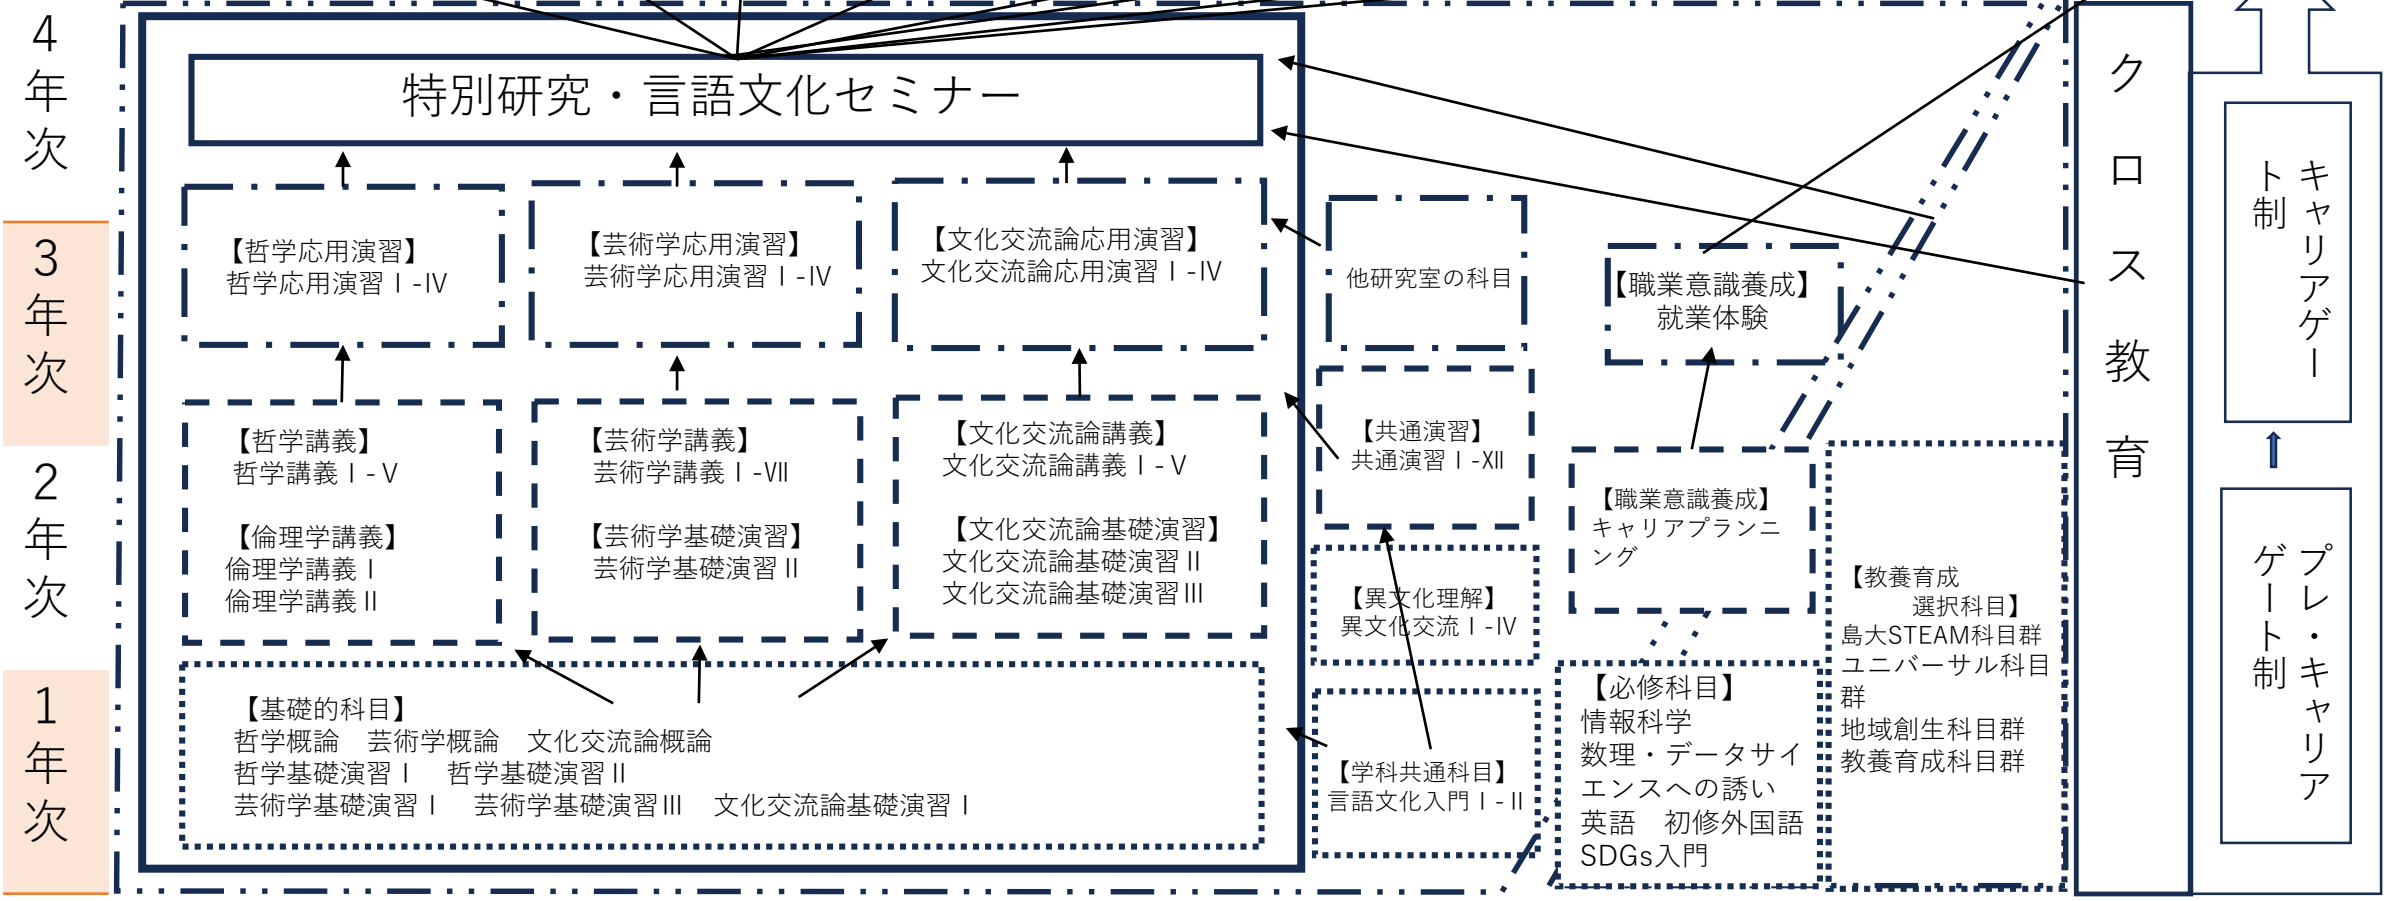 4年次
3年次
2年次
1年次
特別研究・言語文化セミナー
【哲学応用演習】
哲学応用演習Ⅰ-Ⅳ
【芸術学応用演習】
芸術学応用演習Ⅰ-Ⅳ
【文化交流論応用演習】
文化交流論応用演習Ⅰ-Ⅳ
他研究室の科目
【職業意識養成】
就業体験
【哲学講義】
哲学講義Ⅰ-Ⅴ
【倫理学講義】
倫理学講義Ⅰ
倫理学講義Ⅱ
【芸術学講義】
芸術学講義Ⅰ-Ⅶ
【芸術学基礎演習】
芸術学基礎演習Ⅱ
【文化交流論講義】
文化交流論講義Ⅰ-Ⅴ
【文化交流論基礎演習】
文化交流論基礎演習Ⅱ
文化交流論基礎演習Ⅲ
【共通演習】
共通演習Ⅰ-Ⅻ
【職業意識養成】
キャリアプランニ
ング
【異文化理解】
異文化交流Ⅰ-Ⅳ
【基礎的科目】
哲学概論　芸術学概論　文化交流論概論
哲学基礎演習Ⅰ　哲学基礎演習Ⅱ
芸術学基礎演習Ⅰ　芸術学基礎演習Ⅲ　文化交流論基礎演習Ⅰ
【学科共通科目】
言語文化入門Ⅰ-Ⅱ
【必修科目】
情報科学
数理・データサイ
エンスへの誘い
英語　初修外国語
SDGs入門
【教養育成
選択科目】
島大STEAM科目群
ユニバーサル科目
群
地域創生科目群
教養育成科目群
クロス教育
キャリアゲー
ト制
プレ・キャリア
ゲート制